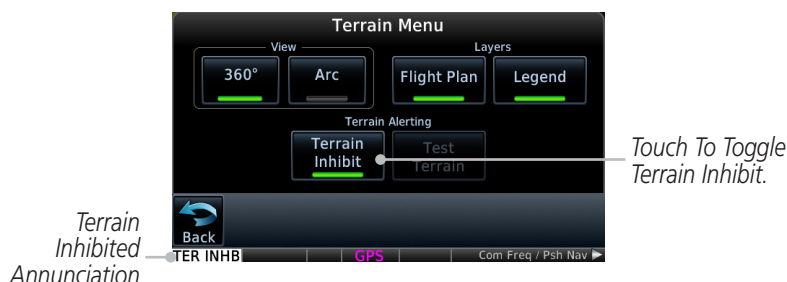 Terrain Menu
View
Layers
360°
Arc
Flight Plan
Legend
Terrain Alerting
Terrain
Inhibit
Test
Terrain
Touch To Toggle
Terrain Inhibit.
Back
Terrain
Inhibited
Annunciation
TER INHB
GPS
Com Freq / Psh Nav